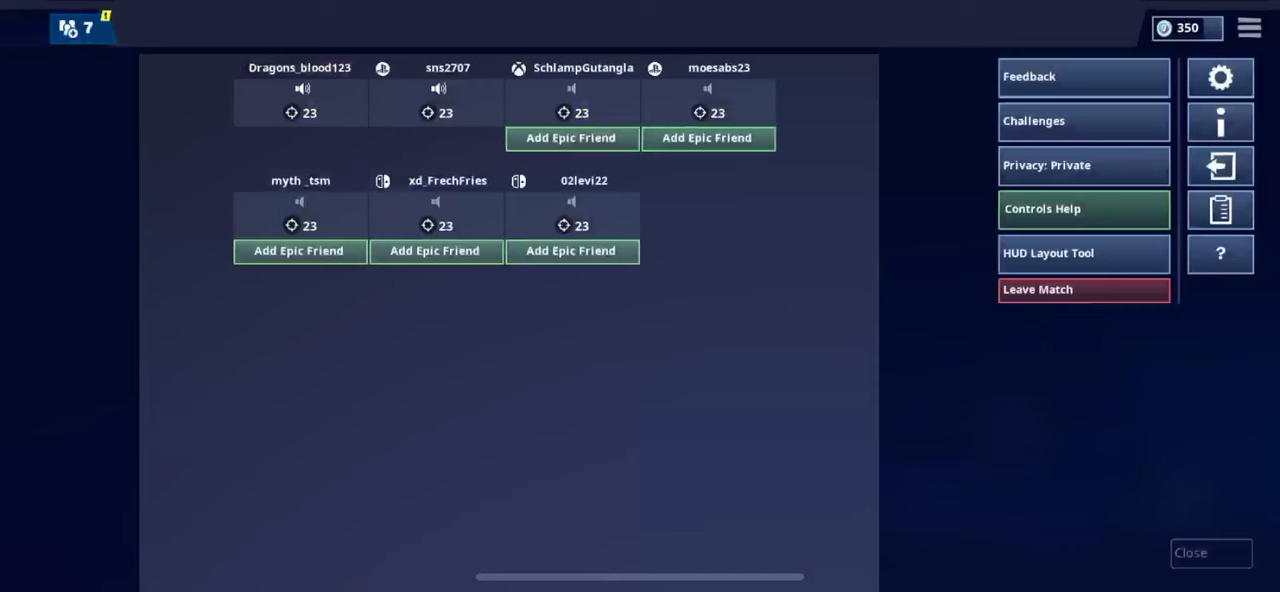 7
350
Dragons_blood123 sns2707 SchlampGutangla moesabs23
23 23 23 23
Add Epic Friend Add Epic Friend
myth _tsm xd_FrechFries 02levi22
23 23 23
Add Epic Friend Add Epic Friend Add Epic Friend
Feedback
Challenges
Privacy: Private
Controls Help
HUD Layout Tool
?
Leave Match
Close